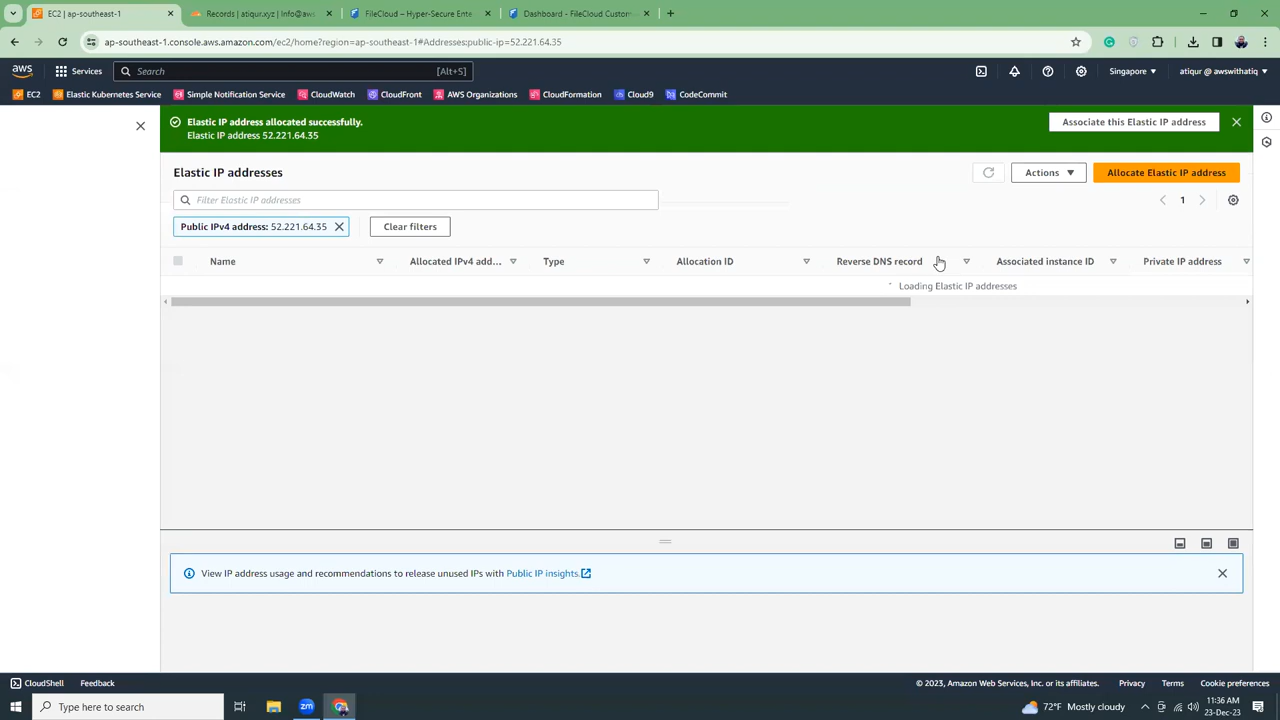 EC2 | ap-southeast-1
Records | atiqur.xyz | Info@aws
FileCloud – Hyper-Secure Ente
Dashboard - FileCloud Custom
ap-southeast-1.console.aws.amazon.com/ec2/home?region=ap-southeast-1#Addresses:public-ip=52.221.64.35
aws
Services
Search
[Alt+S]
Singapore
atiqur @ awswithatiq
EC2
Elastic Kubernetes Service
Simple Notification Service
CloudWatch
CloudFront
AWS Organizations
CloudFormation
Cloud9
CodeCommit
Elastic IP address allocated successfully.
Elastic IP address 52.221.64.35
Associate this Elastic IP address
Elastic IP addresses
Actions
Allocate Elastic IP address
Filter Elastic IP addresses
1
Public IPv4 address: 52.221.64.35
Clear filters
Name
Allocated IPv4 add...
Type
Allocation ID
Reverse DNS record
Associated instance ID
Private IP address
Loading Elastic IP addresses
View IP address usage and recommendations to release unused IPs with Public IP insights.
CloudShell
Feedback
© 2023, Amazon Web Services, Inc. or its affiliates.
Privacy
Terms
Cookie preferences
Type here to search
zm
72°F Mostly cloudy
11:36 AM
23-Dec-23